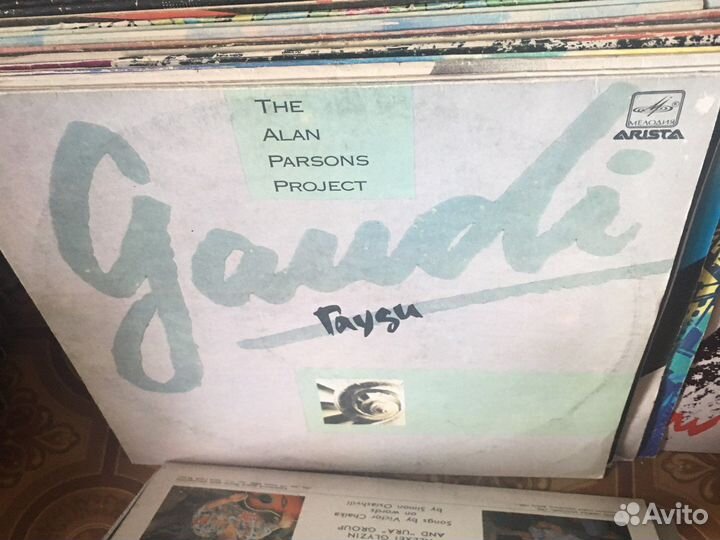 THE
ALAN
PARSONS
PROJECT
gaudi
Гауди
МЕЛОДИЯ
ARISTA
Songs by Victor Chaika
on words
by Simon Osiashvili
AND "URA" GROUP
GLYZIN
Avito